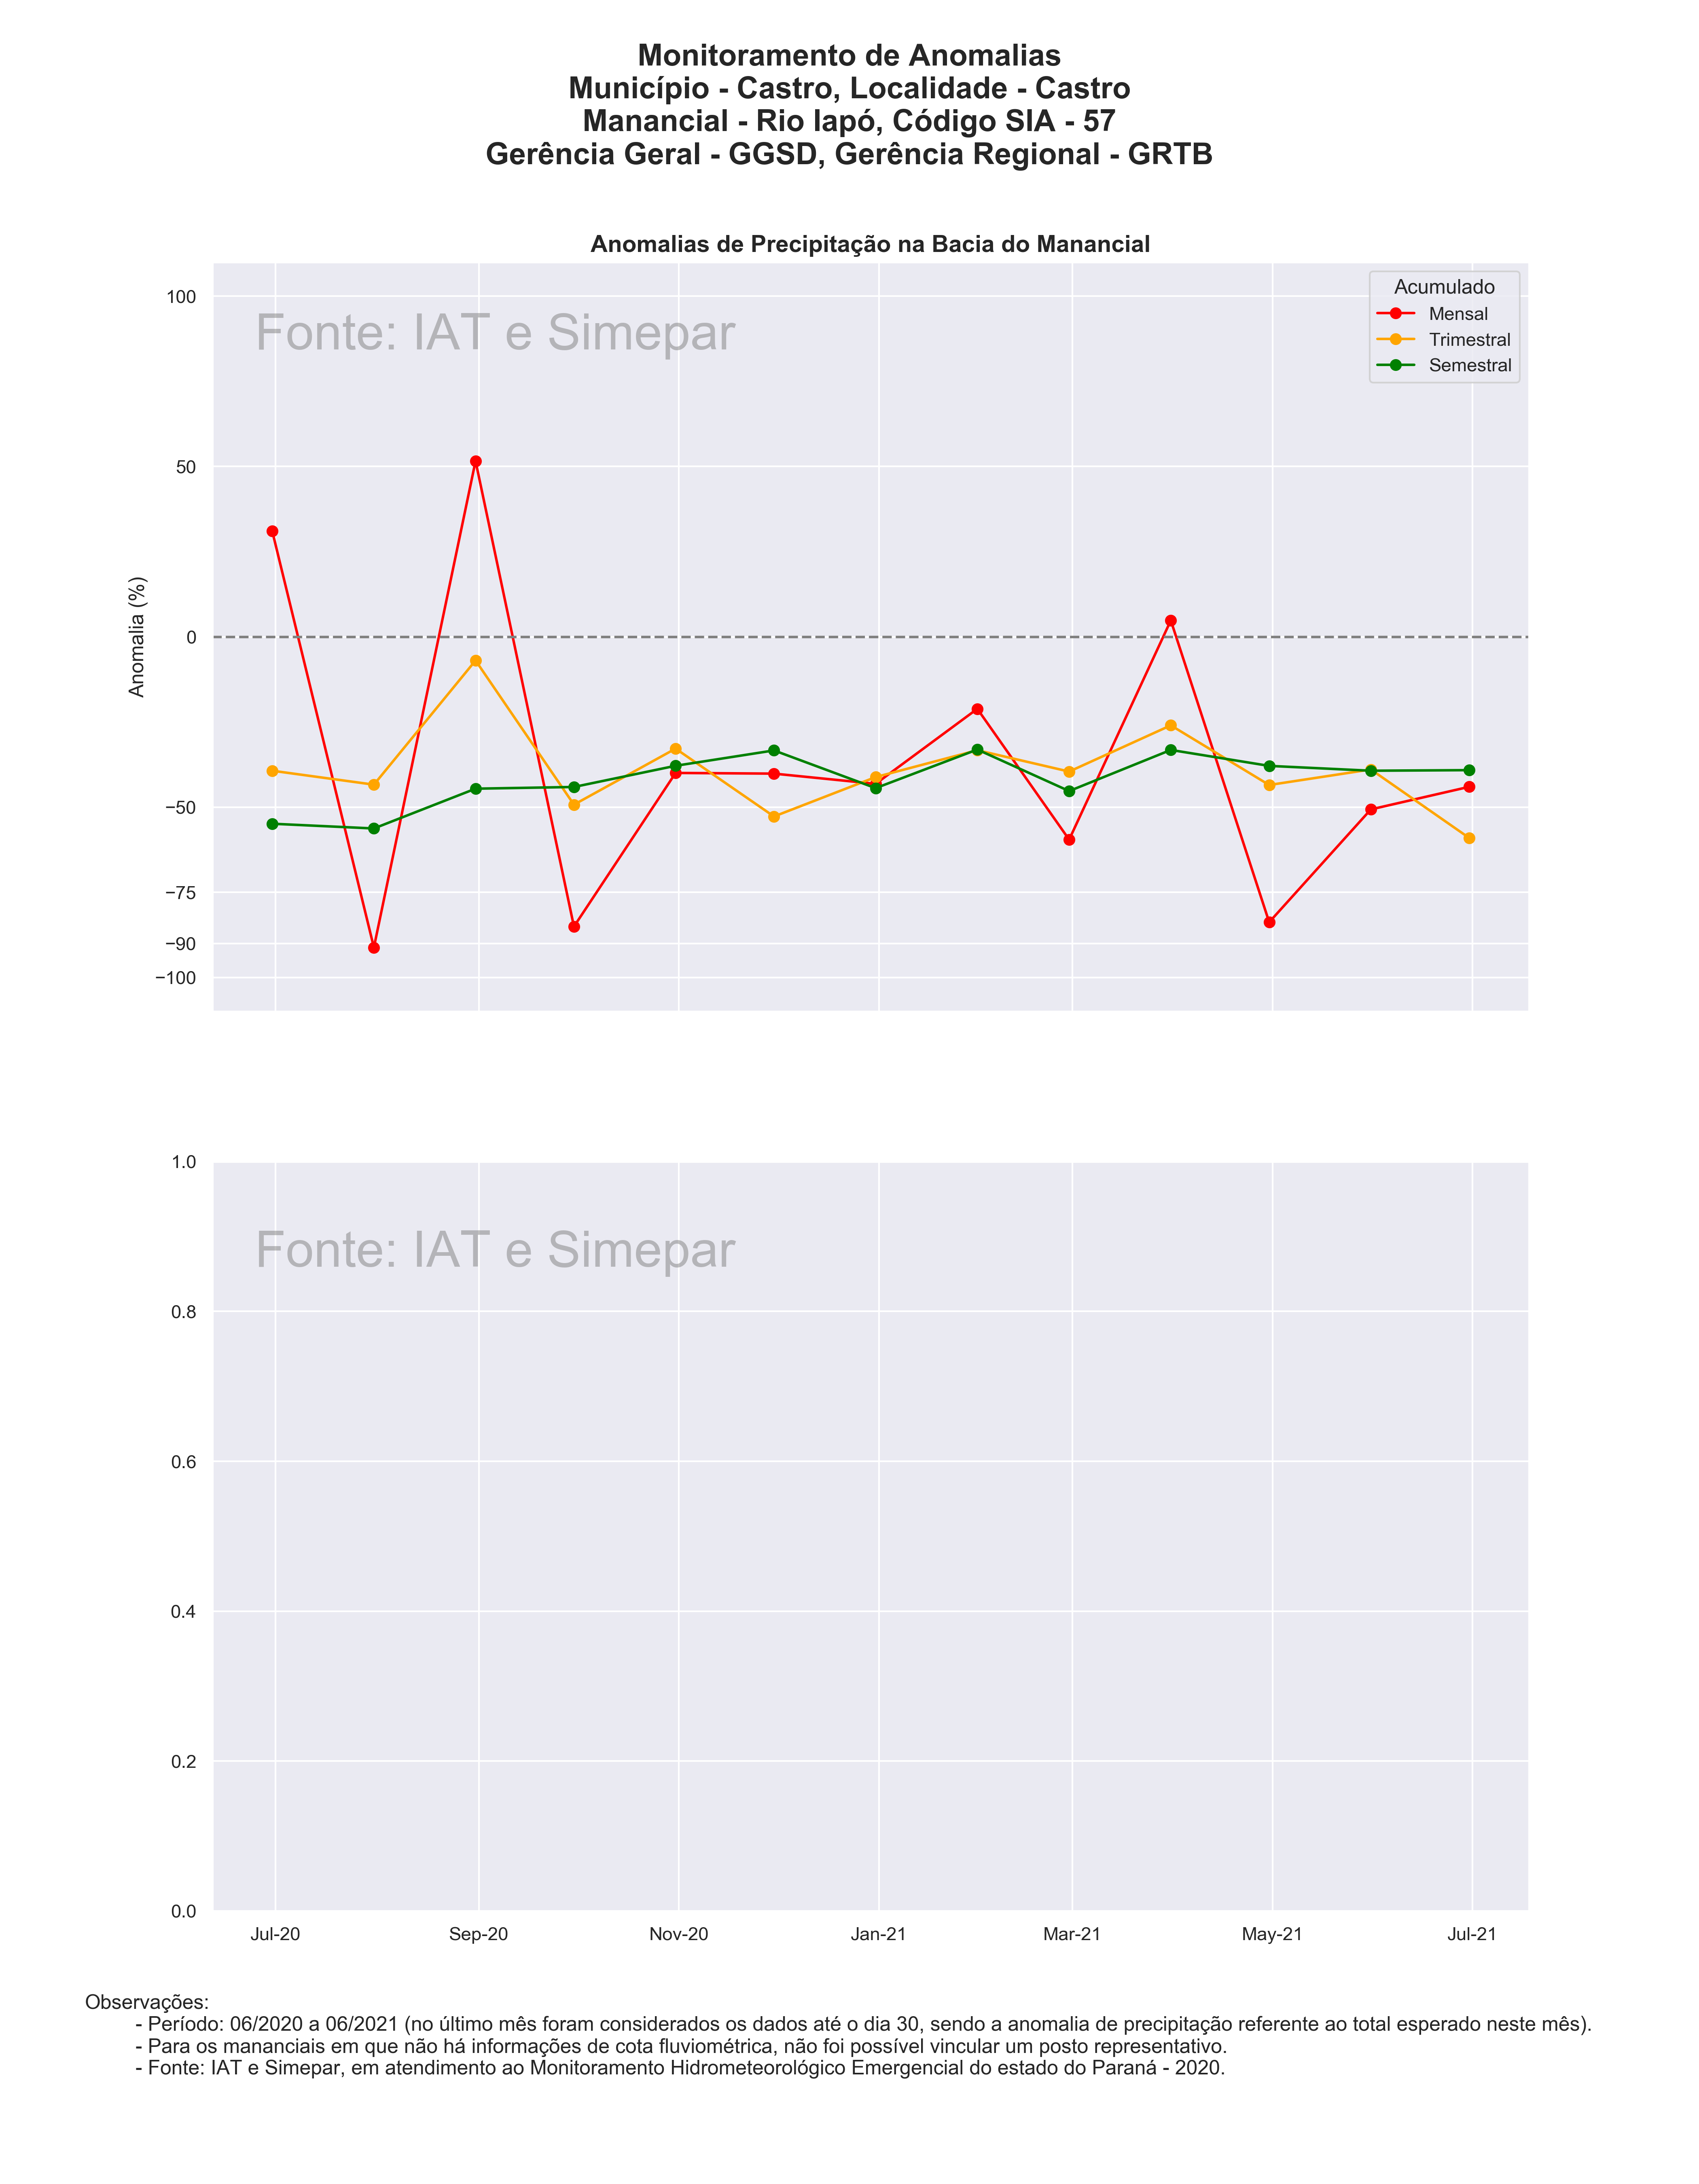 Monitoramento de Anomalias
Município - Castro, Localidade - Castro
Manancial - Rio Iapó, Código SIA - 57
Gerência Geral - GGSD, Gerência Regional - GRTB
Anomalias de Precipitação na Bacia do Manancial
Fonte: IAT e Simepar
Acumulado
Mensal
Trimestral
Semestral
Anomalia (%)
100
50
0
−50
−75
−90
−100
Fonte: IAT e Simepar
1.0
0.8
0.6
0.4
0.2
0.0
Jul-20 Sep-20 Nov-20 Jan-21 Mar-21 May-21 Jul-21
Observações:
- Período: 06/2020 a 06/2021 (no último mês foram considerados os dados até o dia 30, sendo a anomalia de precipitação referente ao total esperado neste mês).
- Para os mananciais em que não há informações de cota fluviométrica, não foi possível vincular um posto representativo.
- Fonte: IAT e Simepar, em atendimento ao Monitoramento Hidrometeorológico Emergencial do estado do Paraná - 2020.